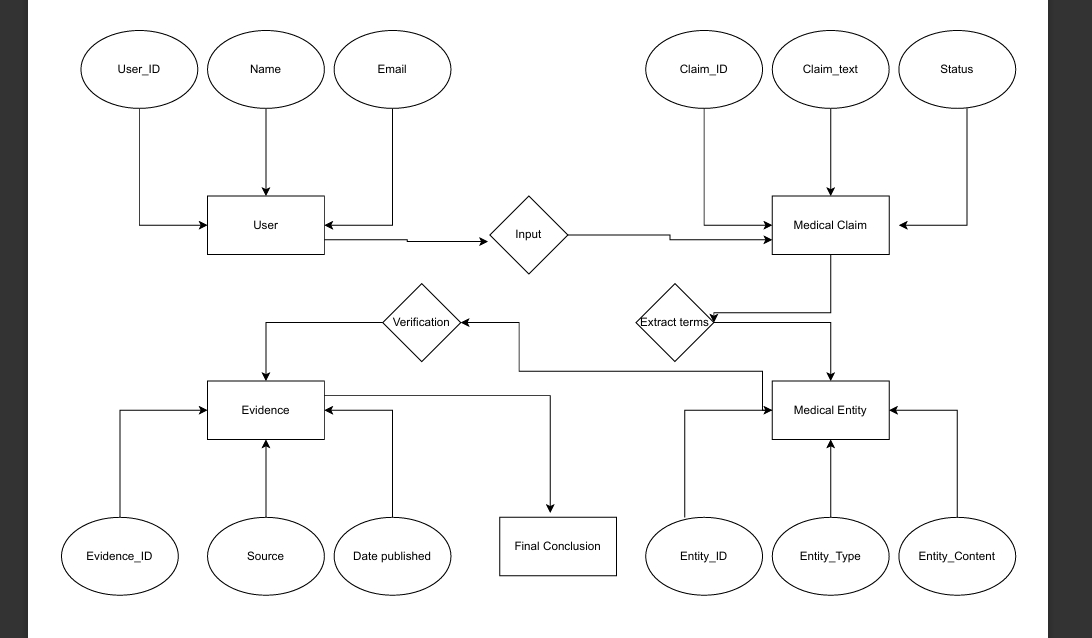 User_ID
Name
Email
Claim_ID
Claim_text
Status
User
Input
Medical Claim
Verification
Extract terms
Evidence
Medical Entity
Evidence_ID
Source
Date published
Final Conclusion
Entity_ID
Entity_Type
Entity_Content